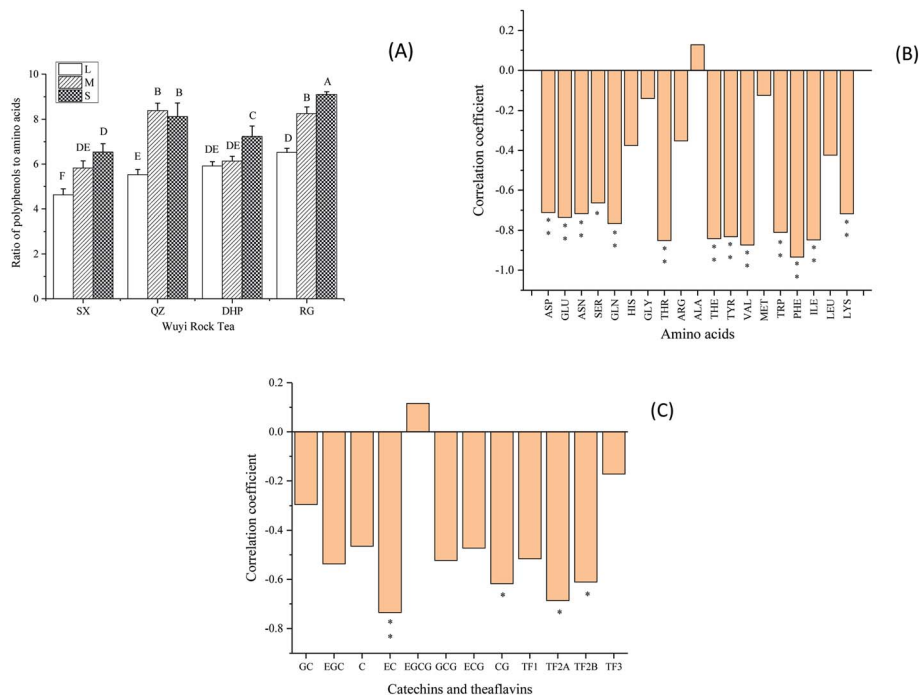 (A)
L
M
S
10
8
6
4
2
0
Ratio of polyphenols to amino acids
F
DE
D
E
B
B
DE
DE
C
D
B
A
SX QZ DHP RG
Wuyi Rock Tea
(B)
0.2
0.0
-0.2
-0.4
-0.6
-0.8
-1.0
Correlation coefficient
* * * * * * * * * * * * * * * * * * * * * * * * *
ASP GLU ASN SER GLN HIS GLY THR ARG ALA THE TYR VAL MET TRP PHE ILE LEU LYS
Amino acids
(C)
0.2
0.0
-0.2
-0.4
-0.6
-0.8
Correlation coefficient
* * * * *
GC EGC C EC EGCG GCG ECG CG TF1 TF2A TF2B TF3
Catechins and theaflavins